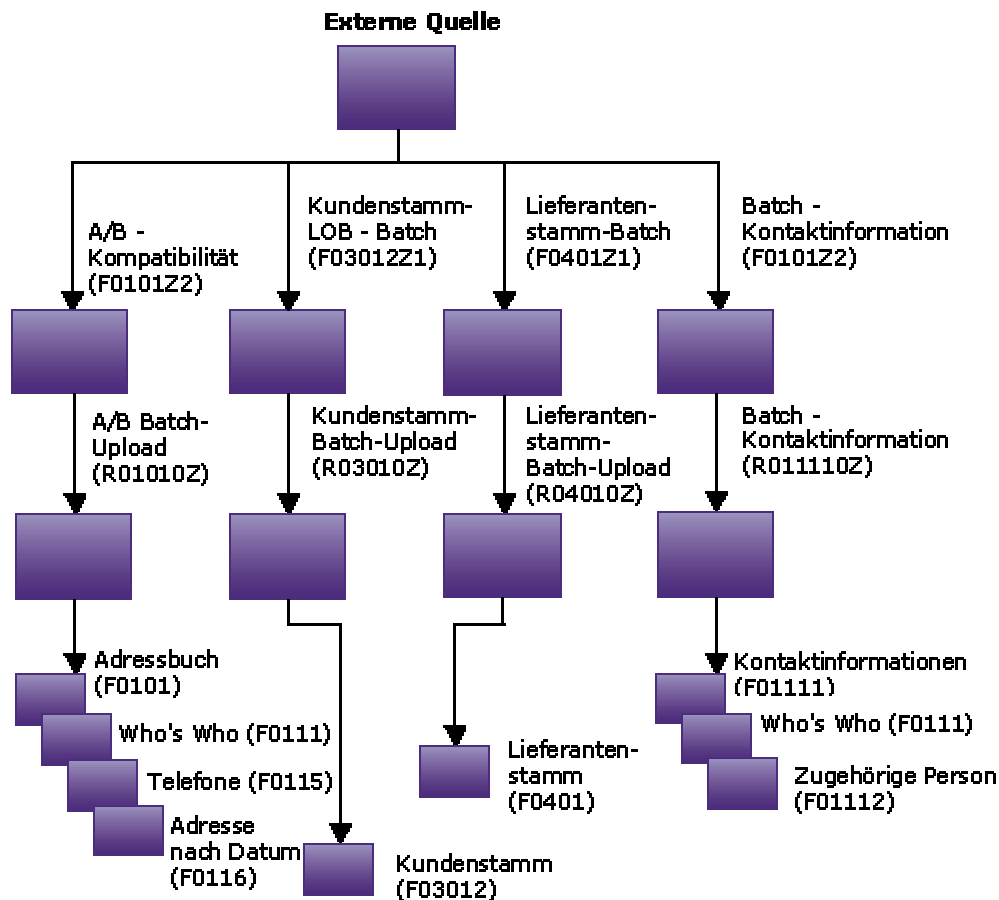 Externe Quelle
A/B -
Kompatibilität
(F0101Z2)
Kundenstamm-
LOB - Batch
(F03012Z1)
Lieferanten-
stamm-Batch
(F0401Z1)
Batch -
Kontaktinformation
(F0101Z2)
A/B Batch-
Upload
(R01010Z)
Kundenstamm-
Batch-Upload
(R03010Z)
Lieferanten-
stamm-
Batch-Upload
(R04010Z)
Batch -
Kontaktinformation
(R011110Z)
Adressbuch
(F0101)
Who's Who (F0111)
Telefone (F0115)
Adresse
nach Datum
(F0116)
Kundenstamm
(F03012)
Lieferanten-
stamm
(F0401)
Kontaktinformationen
(F01111)
Who's Who (F0111)
Zugehörige Person
(F01112)